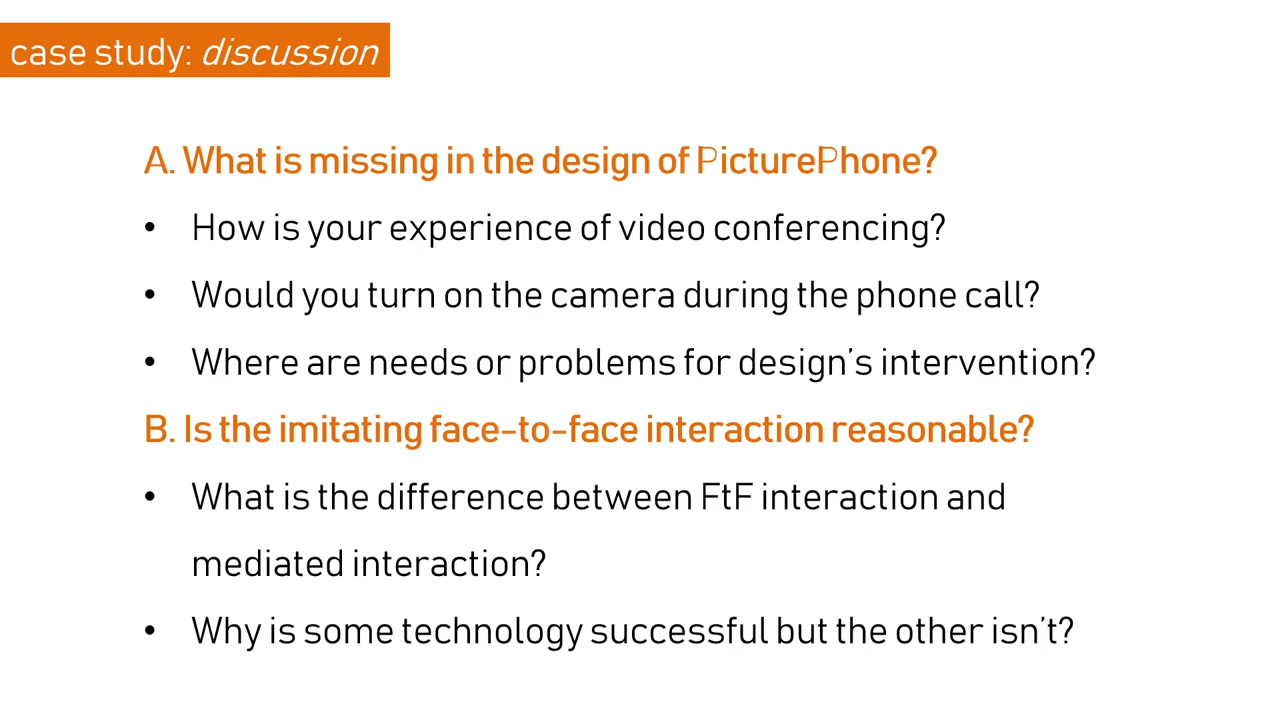 case study: discussion
A. What is missing in the design of PicturePhone?
• How is your experience of video conferencing?
• Would you turn on the camera during the phone call?
• Where are needs or problems for design's intervention?
B. Is the imitating face-to-face interaction reasonable?
• What is the difference between FtF interaction and
mediated interaction?
• Why is some technology successful but the other isn't?